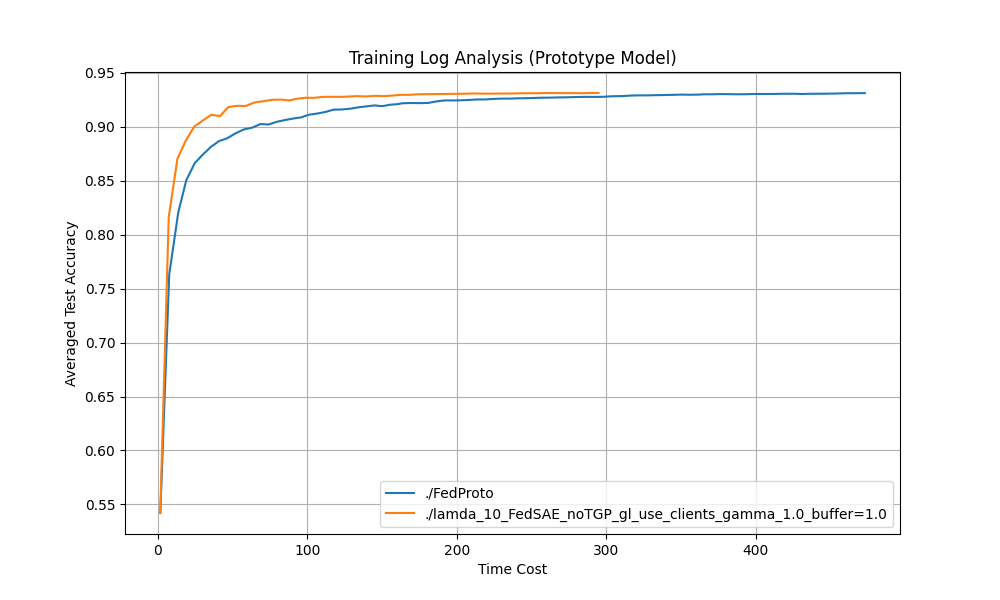 Training Log Analysis (Prototype Model)
0.95
0.90
0.85
0.80
0.75
0.70
0.65
0.60
0.55
Averaged Test Accuracy
./FedProto
./lamda_10_FedSAE_noTGP_gl_use_clients_gamma_1.0_buffer=1.0
0 100 200 300 400
Time Cost